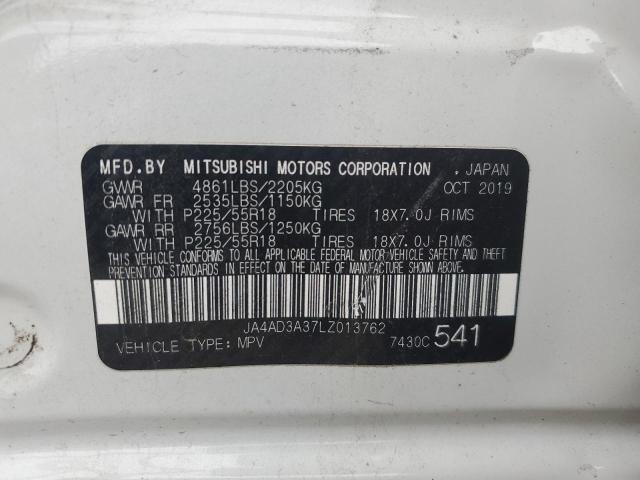 MFD.BY MITSUBISHI MOTORS CORPORATION . JAPAN
GVWR 4861LBS/2205KG OCT 2019
GAWR FR 2535LBS/1150KG
WITH P225/55R18 TIRES 18X7.0J RIMS
GAWR RR 2756LBS/1250KG
WITH P225/55R18 TIRES 18X7.0J RIMS
THIS VEHICLE CONFORMS TO ALL APPLICABLE FEDERAL MOTOR VEHICLE SAFETY AND THEFT
PREVENTION STANDARDS IN EFFECT ON THE DATE OF MANUFACTURE SHOWN ABOVE.
JA4AD3A37LZ013762
VEHICLE TYPE: MPV 7430C 541